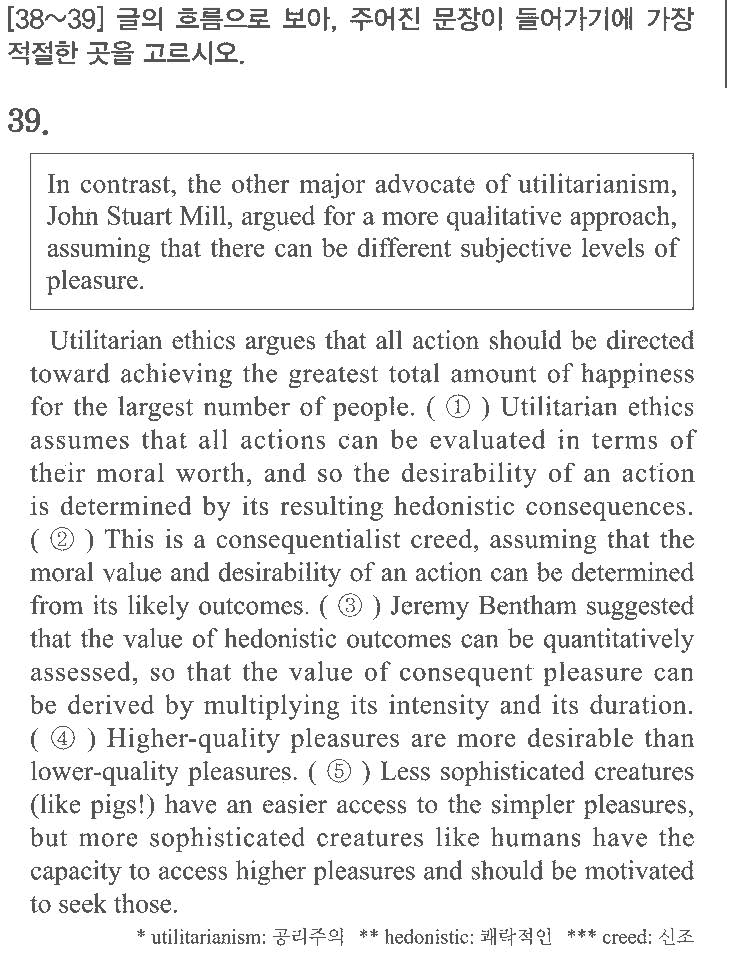 [38~39] 글의 흐름으로 보아, 주어진 문장이 들어가기에 가장
적절한 곳을 고르시오.
39.
In contrast, the other major advocate of utilitarianism,
John Stuart Mill, argued for a more qualitative approach,
assuming that there can be different subjective levels of
pleasure.
Utilitarian ethics argues that all action should be directed
toward achieving the greatest total amount of happiness
for the largest number of people. ( ① ) Utilitarian ethics
assumes that all actions can be evaluated in terms of
their moral worth, and so the desirability of an action
is determined by its resulting hedonistic consequences.
( ② ) This is a consequentialist creed, assuming that the
moral value and desirability of an action can be determined
from its likely outcomes. ( ③ ) Jeremy Bentham suggested
that the value of hedonistic outcomes can be quantitatively
assessed, so that the value of consequent pleasure can
be derived by multiplying its intensity and its duration.
( ④ ) Higher-quality pleasures are more desirable than
lower-quality pleasures. ( ⑤ ) Less sophisticated creatures
(like pigs!) have an easier access to the simpler pleasures,
but more sophisticated creatures like humans have the
capacity to access higher pleasures and should be motivated
to seek those.
* utilitarianism: 공리주의 ** hedonistic: 쾌락적인 *** creed: 신조